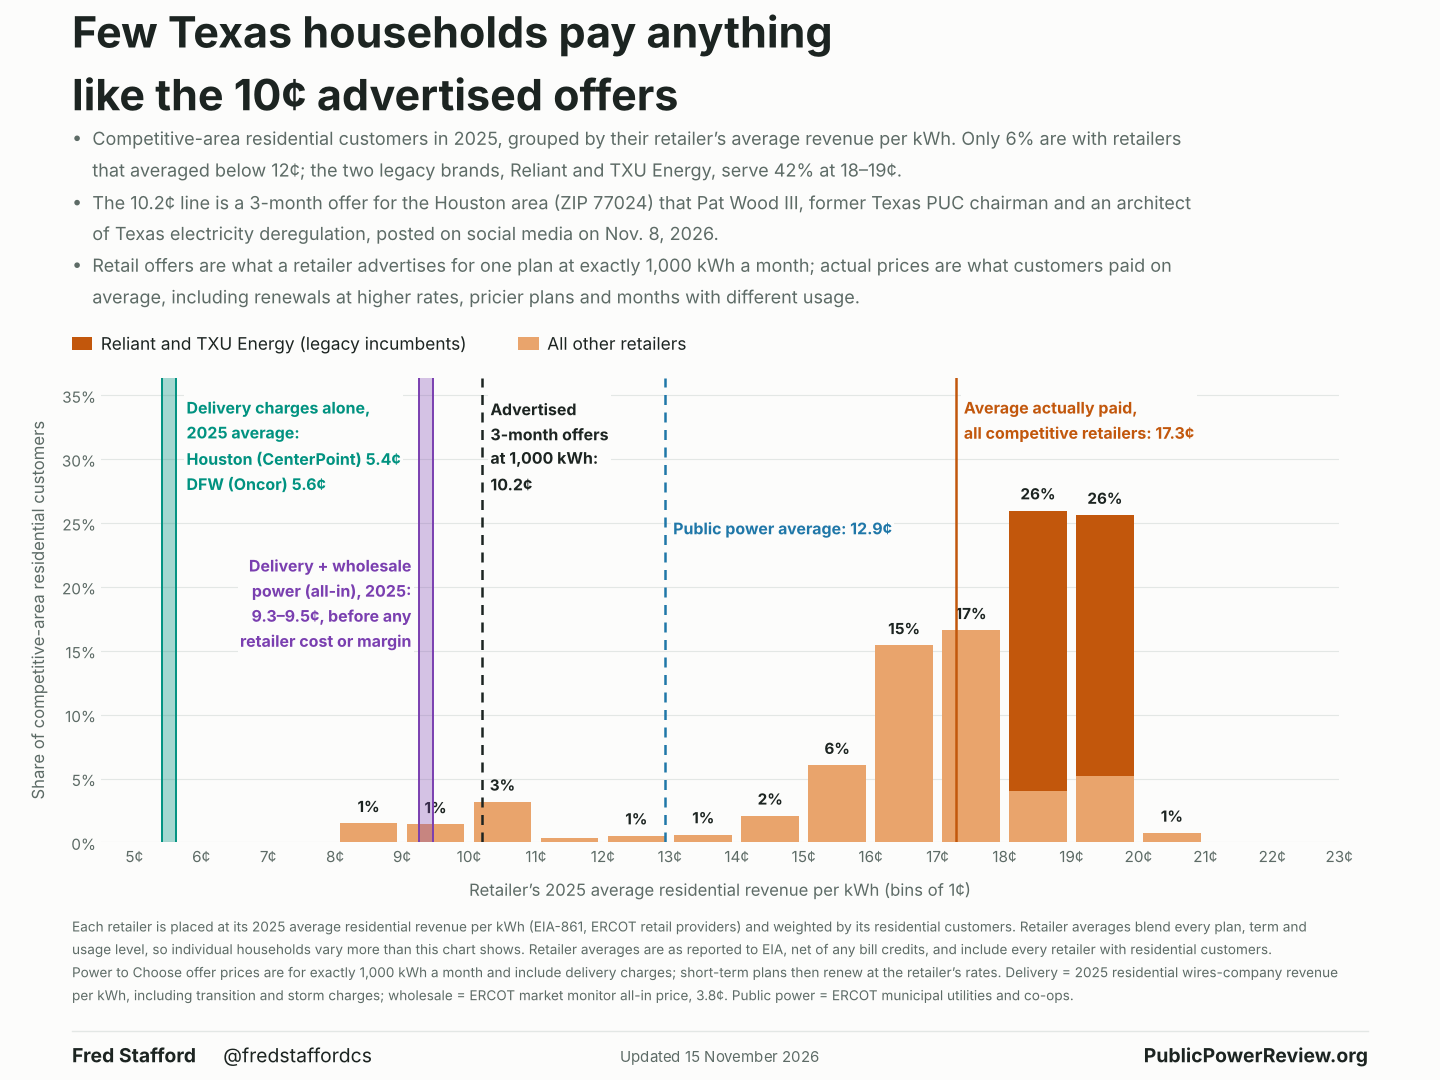 Few Texas households pay anything
like the 10¢ advertised offers
• Competitive-area residential customers in 2025, grouped by their retailer’s average revenue per kWh. Only 6% are with retailers
that averaged below 12¢; the two legacy brands, Reliant and TXU Energy, serve 42% at 18–19¢.
• The 10.2¢ line is a 3-month offer for the Houston area (ZIP 77024) that Pat Wood III, former Texas PUC chairman and an architect
of Texas electricity deregulation, posted on social media on Nov. 8, 2026.
• Retail offers are what a retailer advertises for one plan at exactly 1,000 kWh a month; actual prices are what customers paid on
average, including renewals at higher rates, pricier plans and months with different usage.
Reliant and TXU Energy (legacy incumbents)
All other retailers
Share of competitive-area residential customers
35%
30%
25%
20%
15%
10%
5%
0%
Delivery charges alone,
2025 average:
Houston (CenterPoint) 5.4¢
DFW (Oncor) 5.6¢
Delivery + wholesale
power (all-in), 2025:
9.3–9.5¢, before any
retailer cost or margin
Advertised
3-month offers
at 1,000 kWh:
10.2¢
Public power average: 12.9¢
Average actually paid,
all competitive retailers: 17.3¢
1%
1%
3%
1%
1%
2%
6%
15%
17%
26%
26%
1%
5¢
6¢
7¢
8¢
9¢
10¢
11¢
12¢
13¢
14¢
15¢
16¢
17¢
18¢
19¢
20¢
21¢
22¢
23¢
Retailer’s 2025 average residential revenue per kWh (bins of 1¢)
Each retailer is placed at its 2025 average residential revenue per kWh (EIA-861, ERCOT retail providers) and weighted by its residential customers. Retailer averages blend every plan, term and
usage level, so individual households vary more than this chart shows. Retailer averages are as reported to EIA, net of any bill credits, and include every retailer with residential customers.
Power to Choose offer prices are for exactly 1,000 kWh a month and include delivery charges; short-term plans then renew at the retailer’s rates. Delivery = 2025 residential wires-company revenue
per kWh, including transition and storm charges; wholesale = ERCOT market monitor all-in price, 3.8¢. Public power = ERCOT municipal utilities and co-ops.
Fred Stafford
@fredstaffordcs
Updated 15 November 2026
PublicPowerReview.org